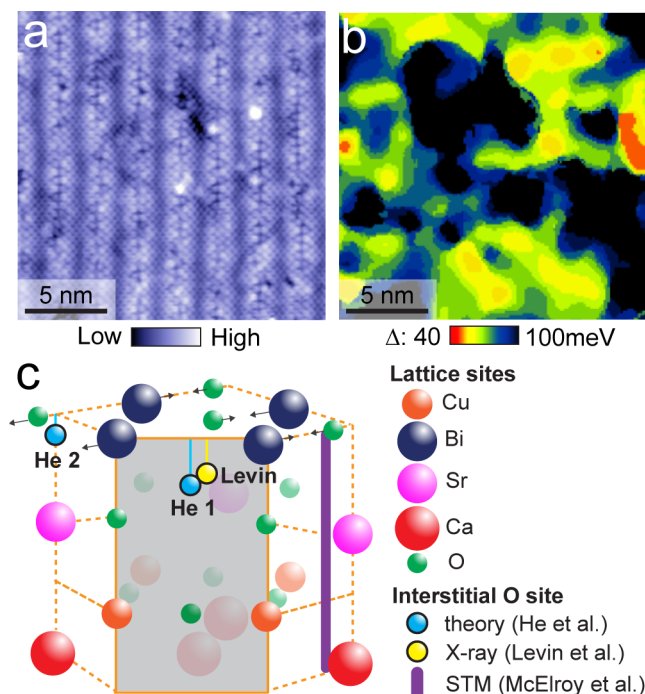 a
b
5 nm
5 nm
Low High
Δ: 40 100meV
c
Lattice sites
Cu
Bi
Sr
Ca
O
He 2
Levin
He 1
Interstitial O site
theory (He et al.)
X-ray (Levin et al.)
STM (McElroy et al.)